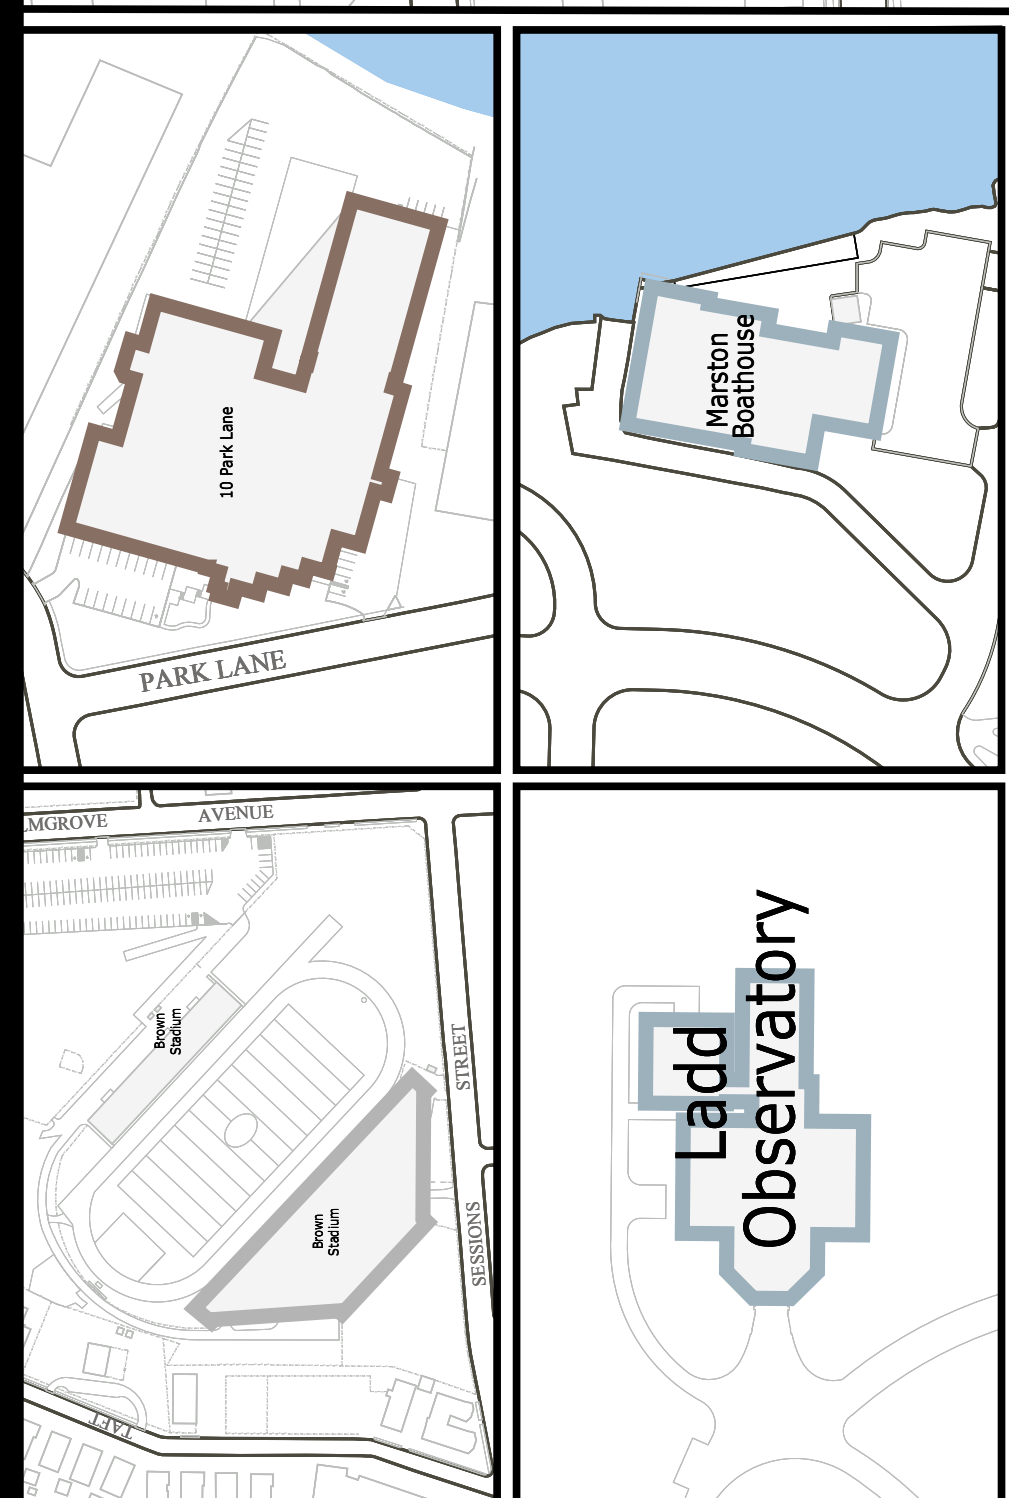 10 Park Lane
PARK LANE
Marston
Boathouse
LMGROVE
AVENUE
Brown
Stadium
STREET
Brown
Stadium
SESSIONS
TAFT
Ladd
Observatory